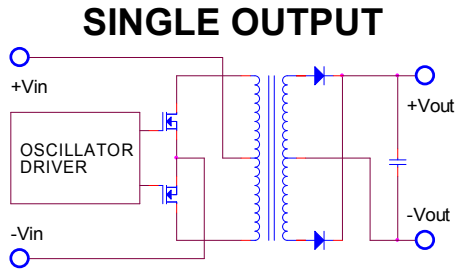 SINGLE OUTPUT
+Vin
+Vout
OSCILLATOR
DRIVER
-Vin
-Vout